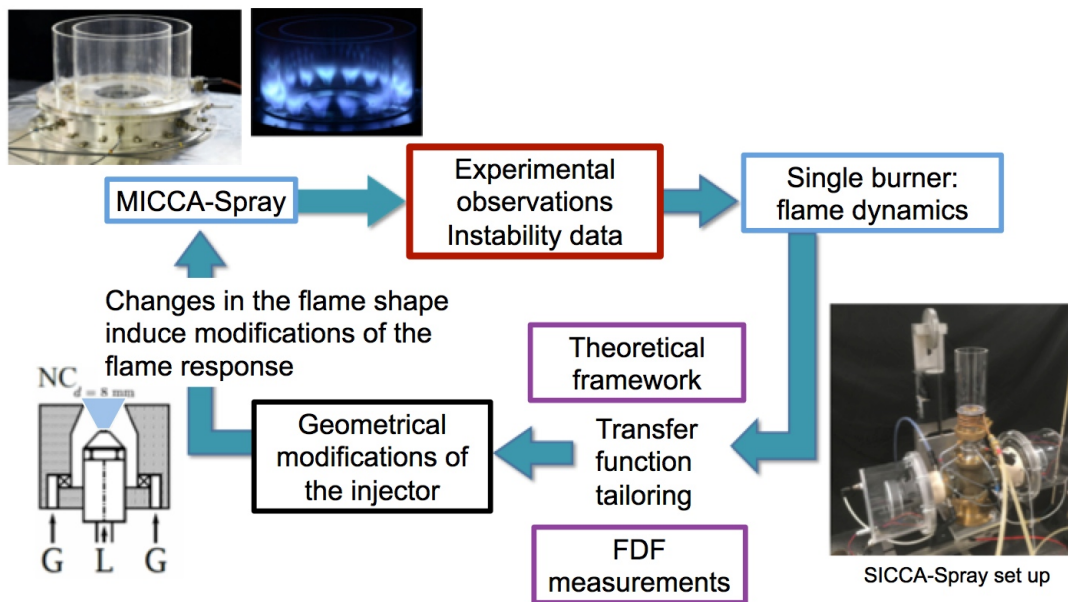 MICCA-Spray
Experimental
observations
Instability data
Single burner:
flame dynamics
Changes in the flame shape
induce modifications of the
flame response
Theoretical
framework
Transfer
function
tailoring
FDF
measurements
Geometrical
modifications of
the injector
NC
d = 8 mm
G L G
SICCA-Spray set up